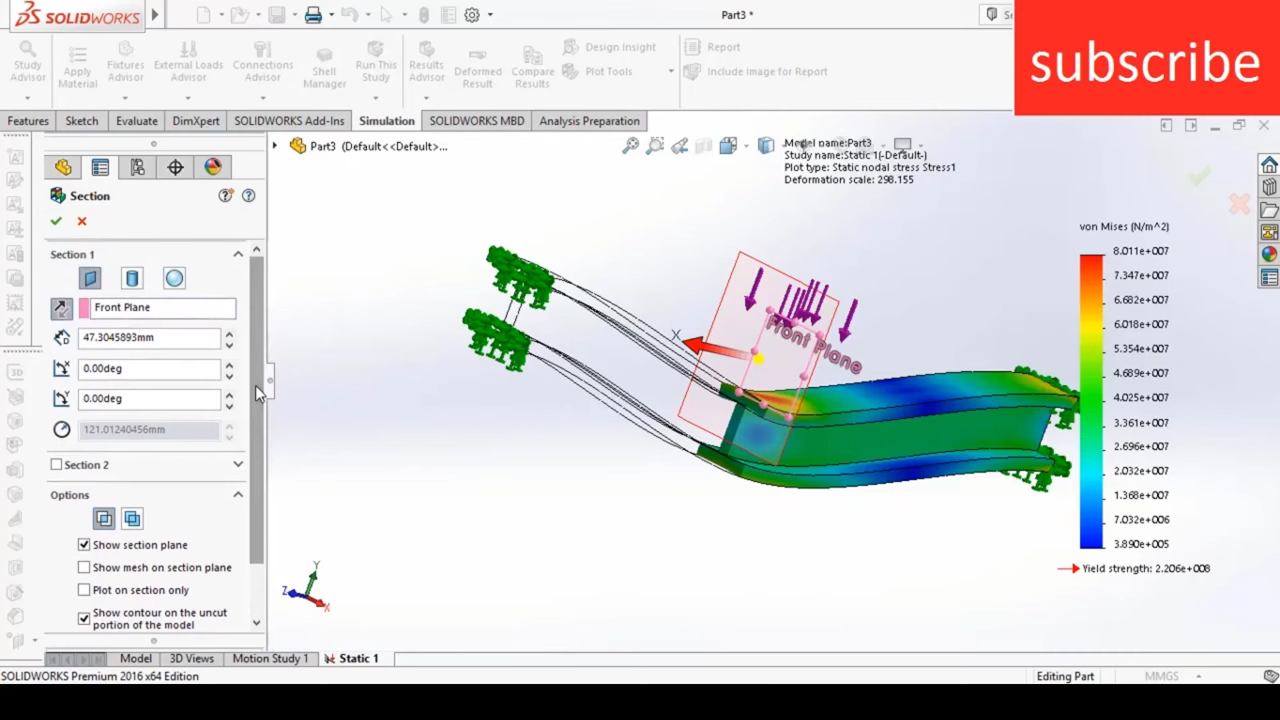 SOLIDWORKS
Part3 *
subscribe
Study
Advisor
Apply
Material
Fixtures
Advisor
External Loads
Advisor
Connections
Advisor
Shell
Manager
Run This
Study
Results
Advisor
Deformed
Result
Compare
Results
Design Insight
Plot Tools
Report
Include Image for Report
Features
Sketch
Evaluate
DimXpert
SOLIDWORKS Add-Ins
Simulation
SOLIDWORKS MBD
Analysis Preparation
Part3 (Default<<Default>...
Model name:Part3
Study name:Static 1(-Default-)
Plot type: Static nodal stress Stress1
Deformation scale: 298.155
Section
Section 1
Front Plane
47.3045893mm
0.00deg
0.00deg
121.01240456mm
Section 2
Options
Show section plane
Show mesh on section plane
Plot on section only
Show contour on the uncut
portion of the model
X
Front Plane
von Mises (N/m^2)
8.011e+007
7.347e+007
6.682e+007
6.018e+007
5.354e+007
4.689e+007
4.025e+007
3.361e+007
2.696e+007
2.032e+007
1.368e+007
7.032e+006
3.890e+005
Yield strength: 2.206e+008
Y
Z
X
Model
3D Views
Motion Study 1
Static 1
SOLIDWORKS Premium 2016 x64 Edition
Editing Part
MMGS